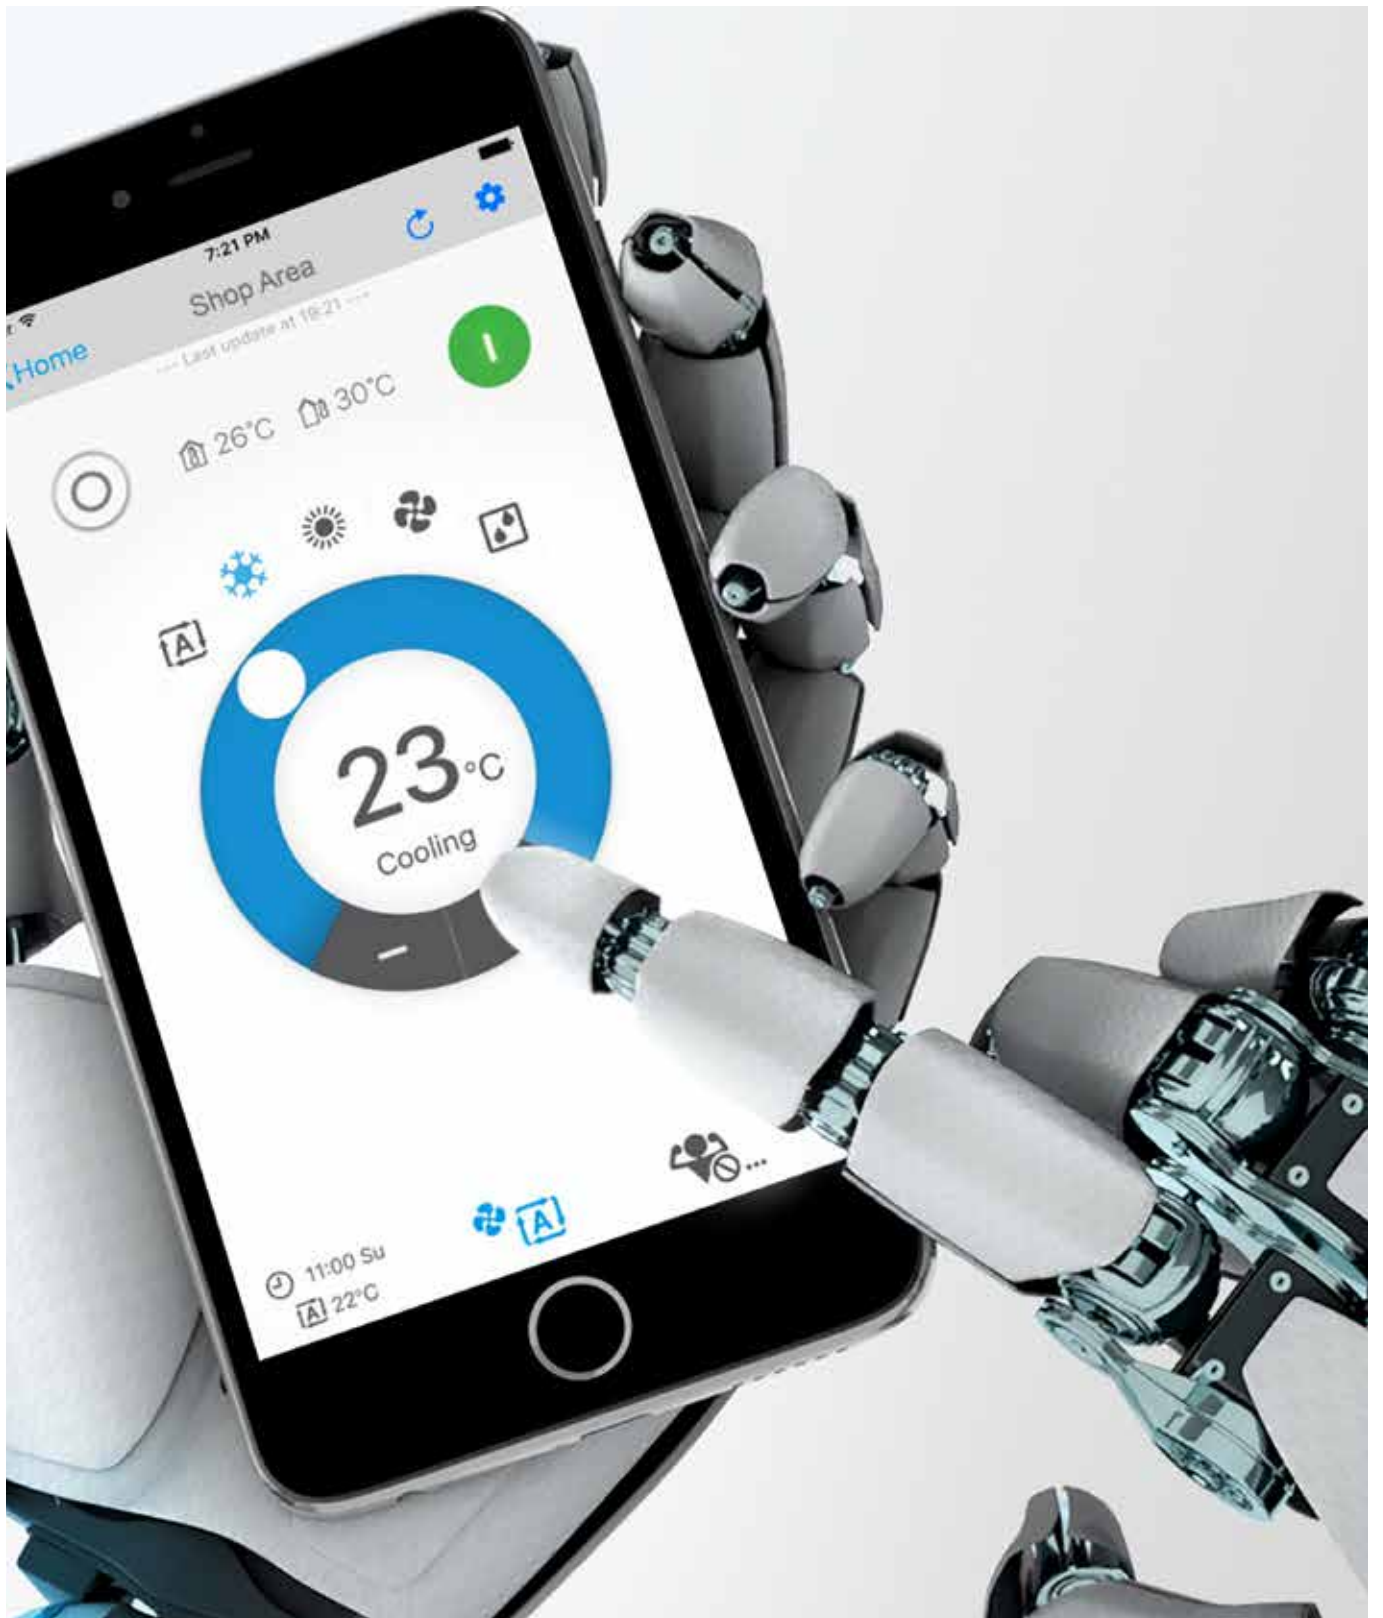 7:21 PM
Shop Area
Home
--- Last update at 19:21 ---
26°C 30°C
A
23°C
Cooling
A
11:00 Su
A 22°C